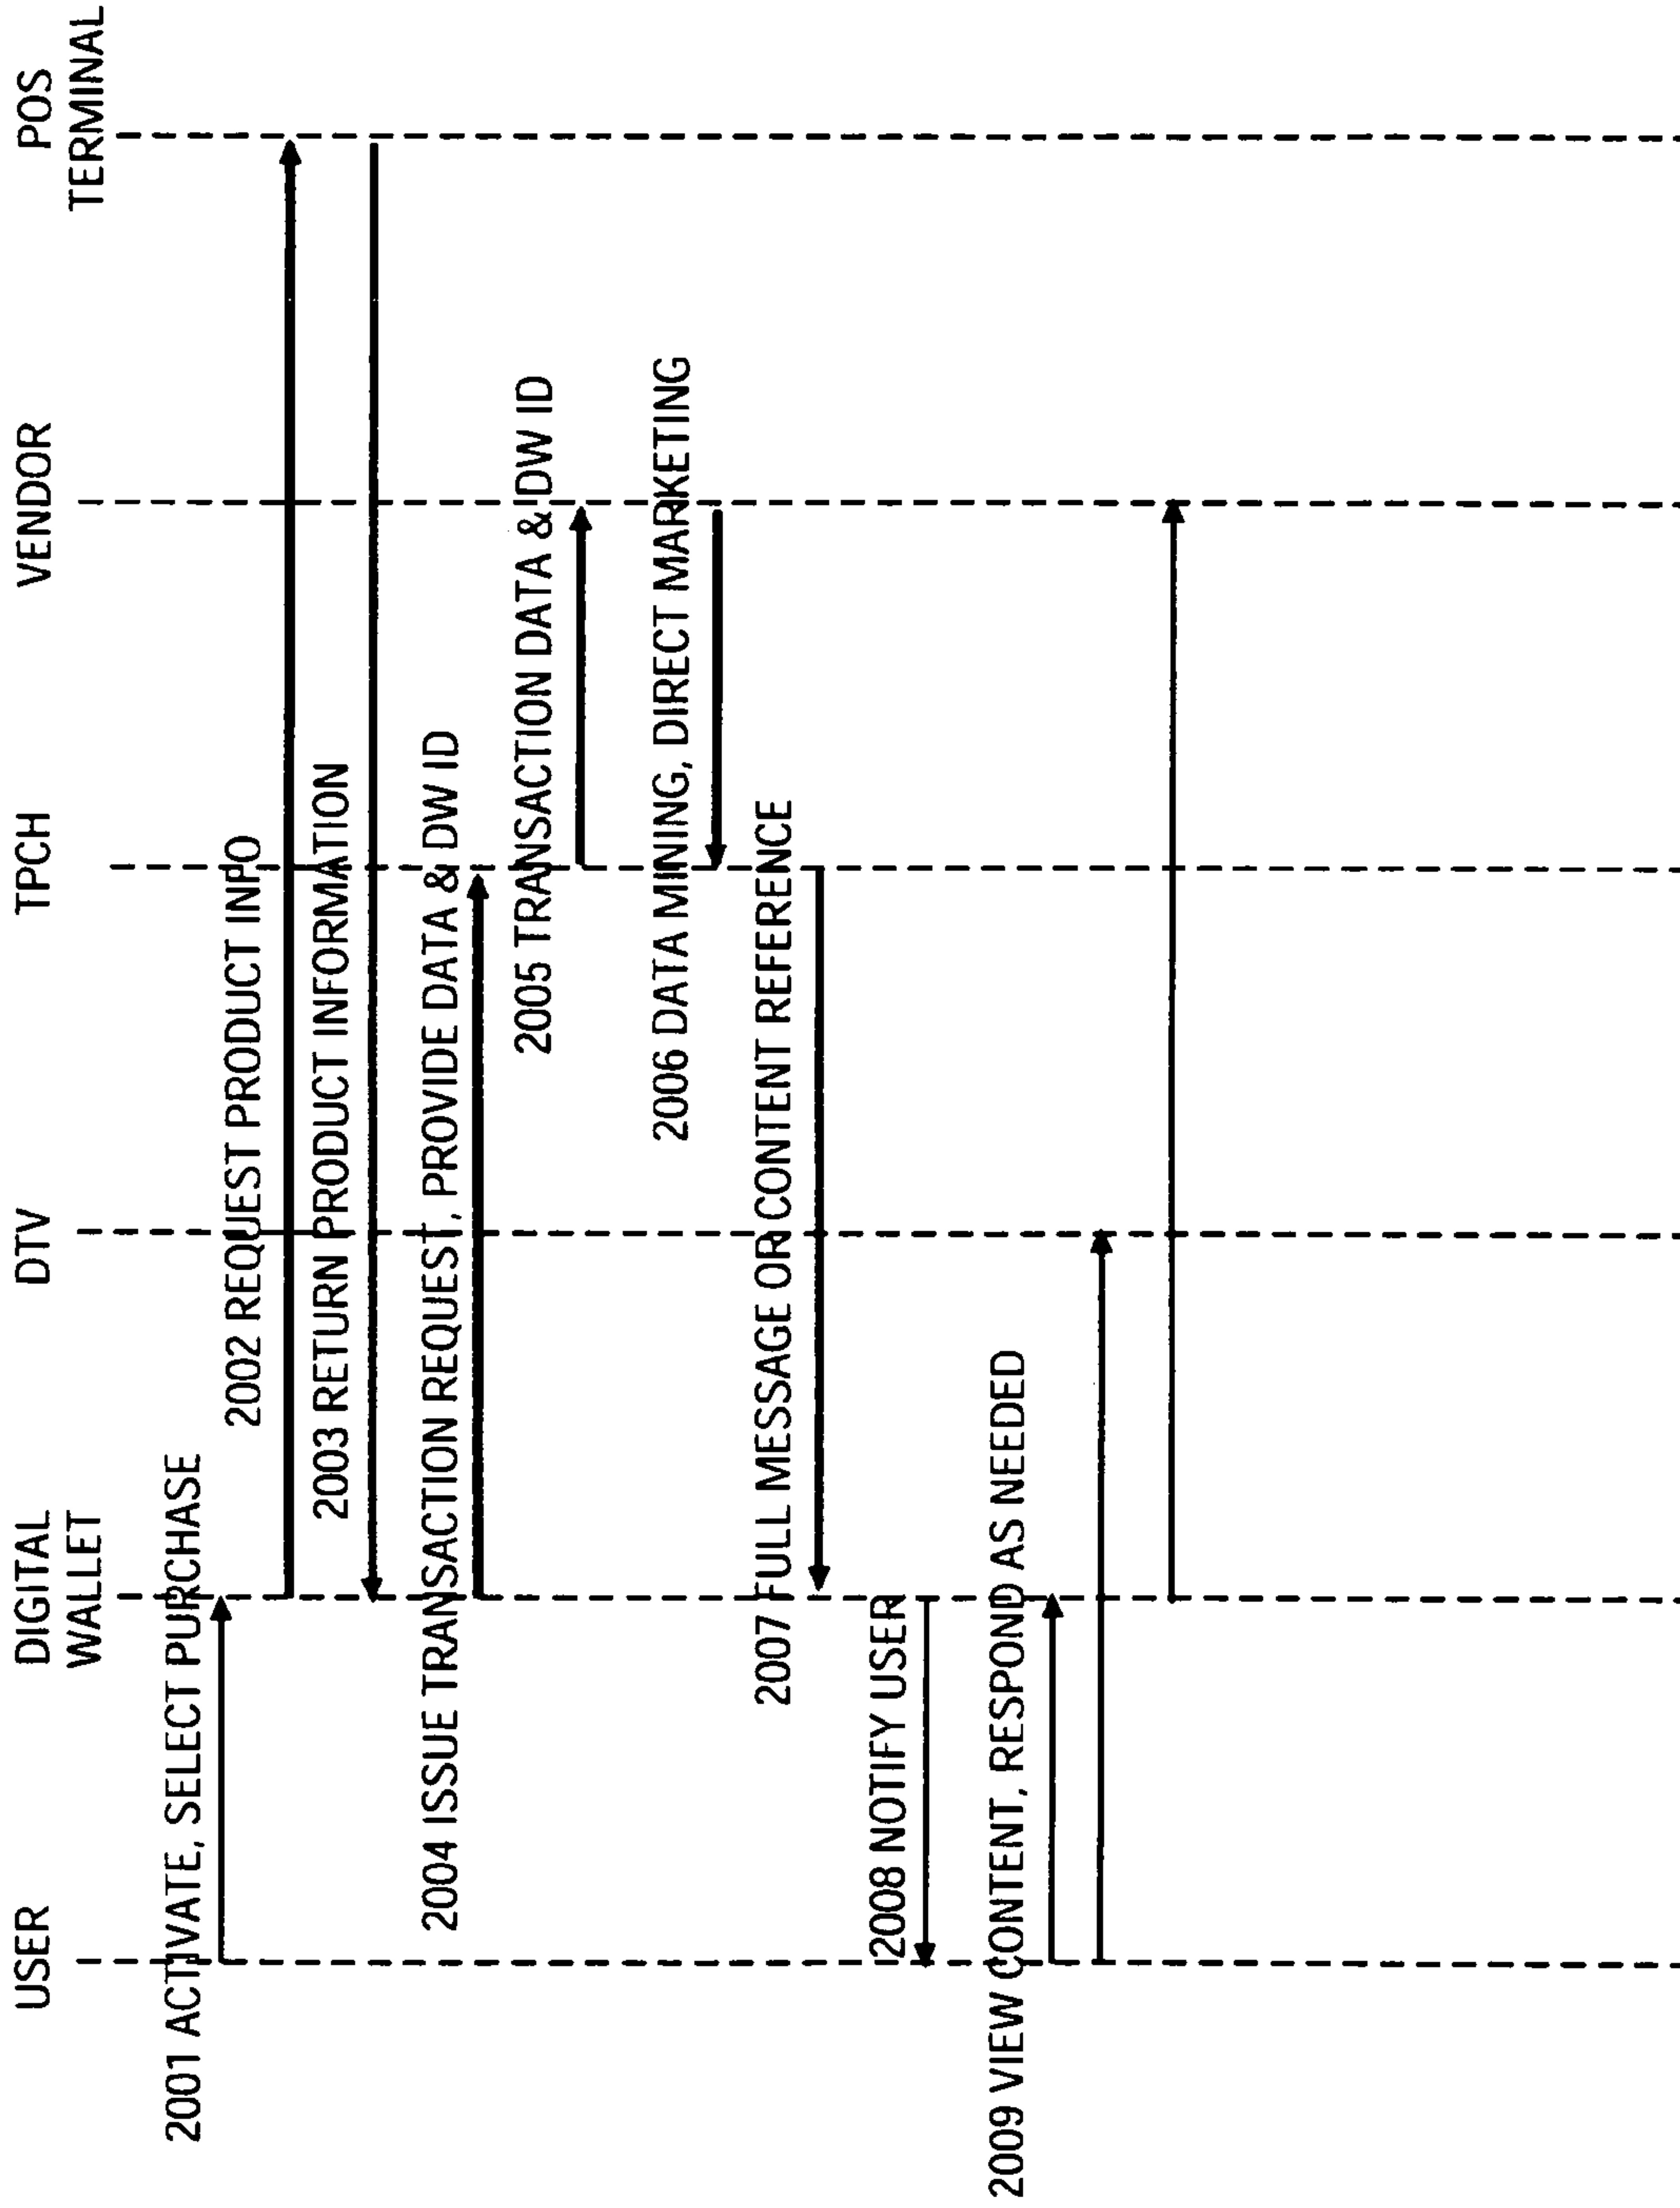 USER
DIGITAL
WALLET
DTV
TPCH
VENDOR
POS
TERMINAL
2001 ACTIVATE, SELECT PURCHASE
2002 REQUEST PRODUCT INFO
2003 RETURN PRODUCT INFORMATION
2004 ISSUE TRANSACTION REQUEST, PROVIDE DATA & DW ID
2005 TRANSACTION DATA & DW ID
2006 DATA MINING, DIRECT MARKETING
2007 FULL MESSAGE OR CONTENT REFERENCE
2008 NOTIFY USER
2009 VIEW CONTENT, RESPOND AS NEEDED